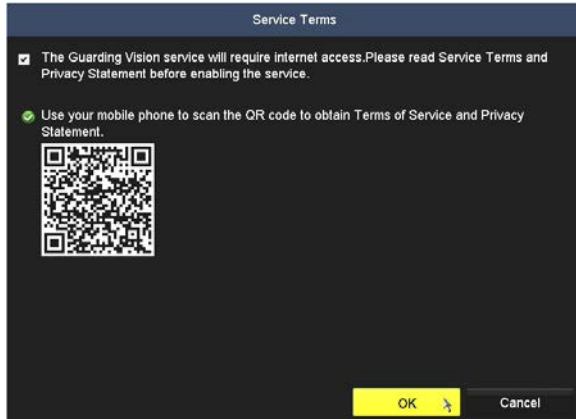 Service Terms
The Guarding Vision service will require internet access.Please read Service Terms and
Privacy Statement before enabling the service.
Use your mobile phone to scan the QR code to obtain Terms of Service and Privacy
Statement.
OK
Cancel